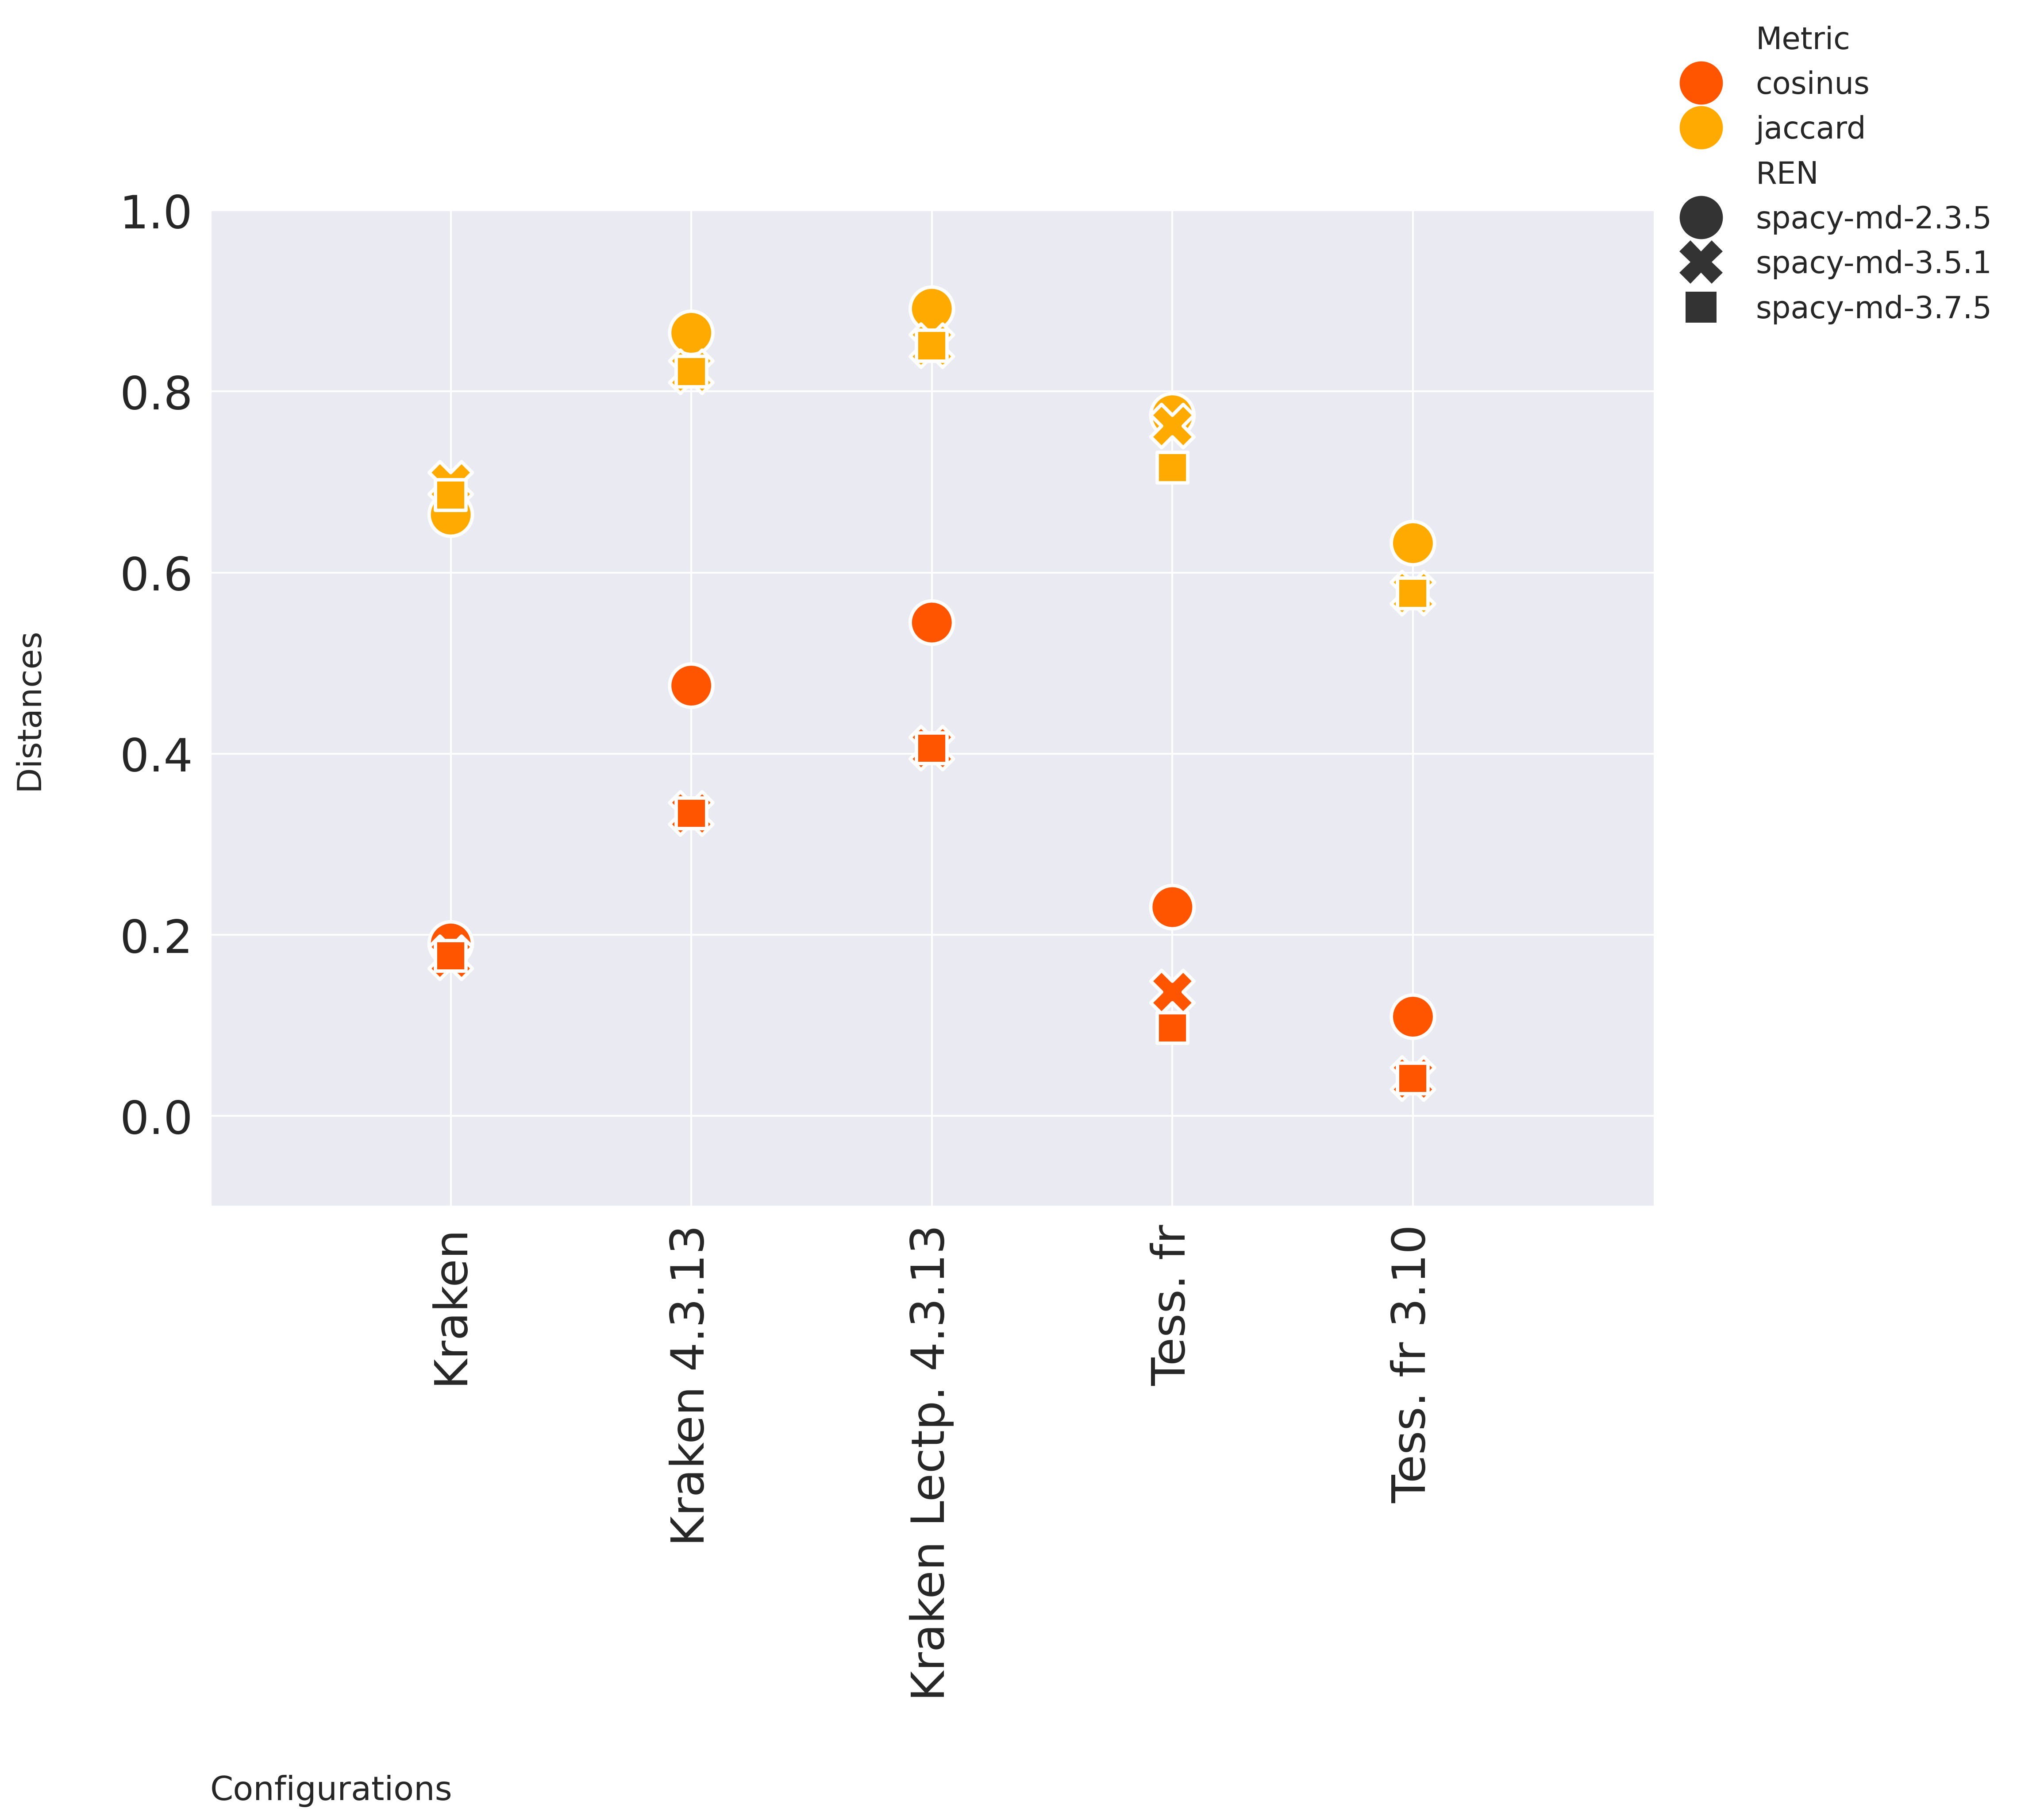 Metric
cosinus
jaccard
REN
spacy-md-2.3.5
spacy-md-3.5.1
spacy-md-3.7.5
1.0
0.8
0.6
0.4
0.2
0.0
Distances
Kraken
Kraken 4.3.13
Kraken Lectp. 4.3.13
Tess. fr
Tess. fr 3.10
Configurations